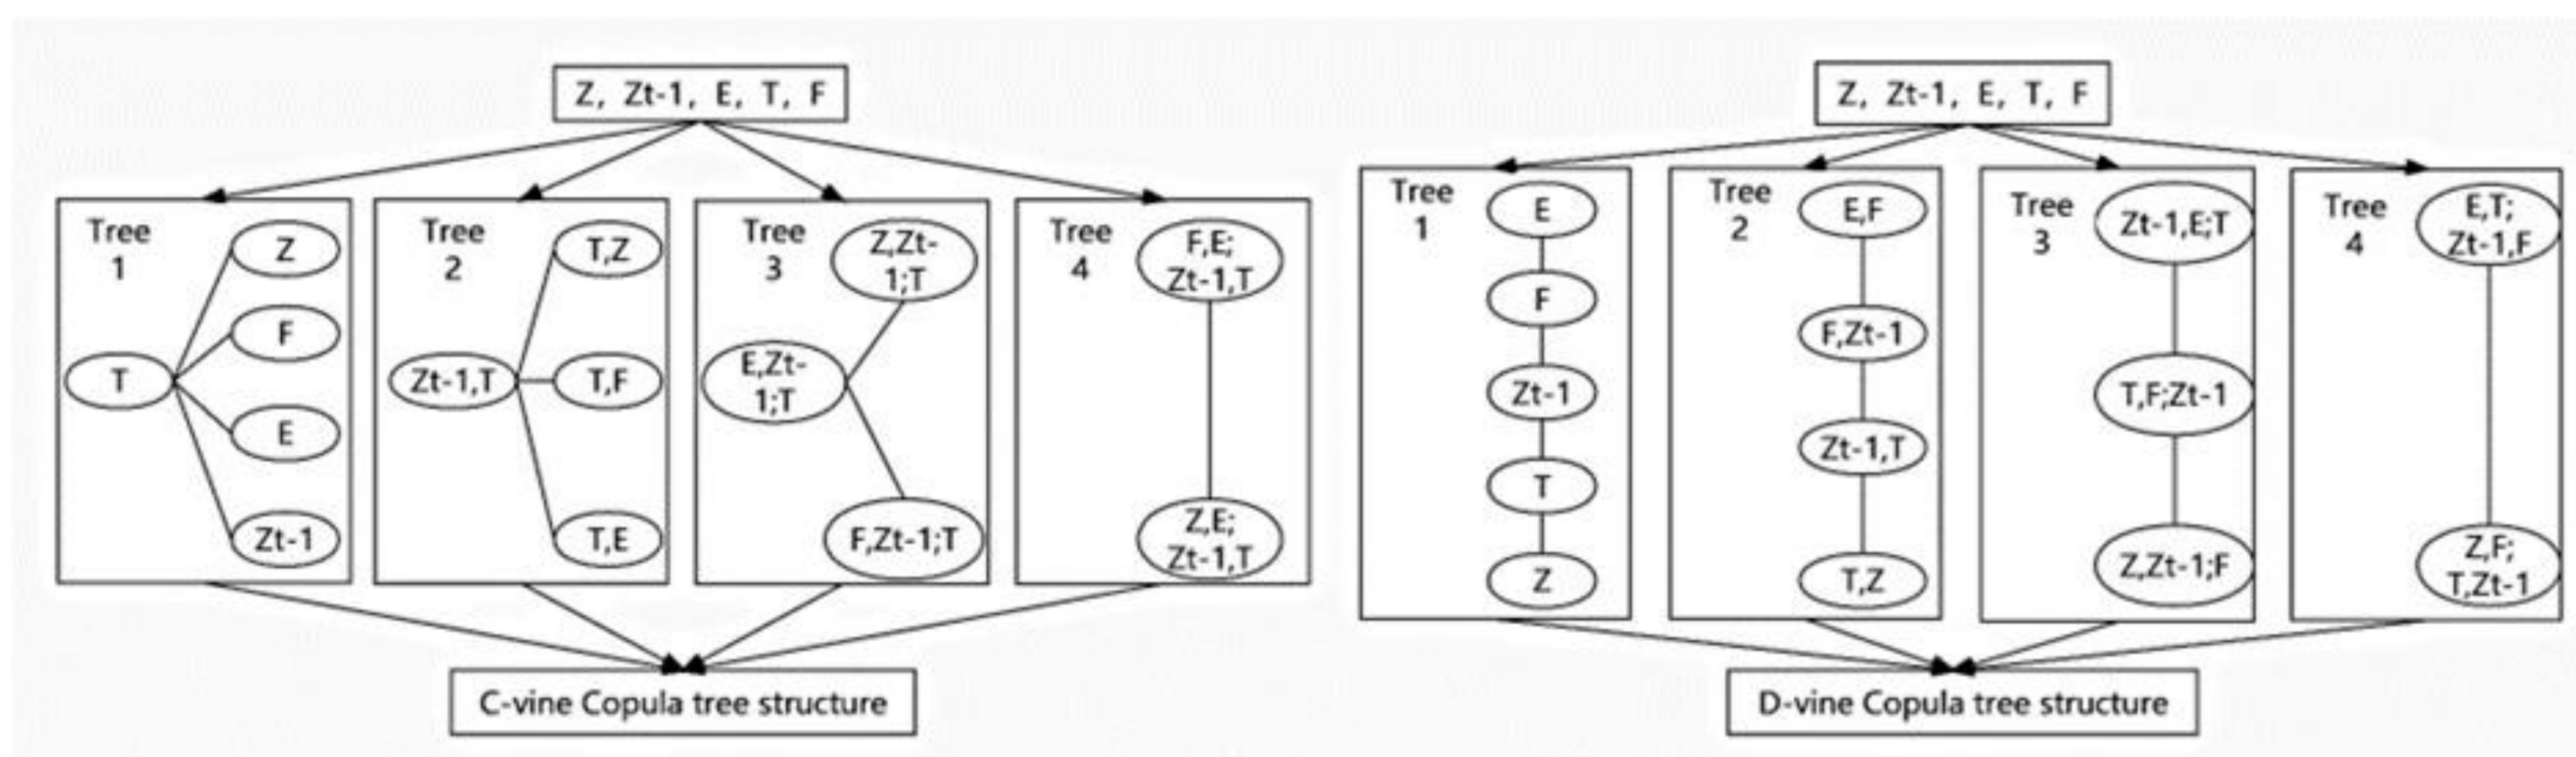 Z, Zt-1, E, T, F
Tree
1
T
Z
F
E
Zt-1
Tree
2
Zt-1,T
T,Z
T,F
T,E
Tree
3
E,Zt-
1;T
Z,Zt-
1;T
F,Zt-1;T
Tree
4
F,E;
Zt-1,T
Z,E;
Zt-1,T
C-vine Copula tree structure
Z, Zt-1, E, T, F
Tree
1
E
F
Zt-1
T
Z
Tree
2
E,F
F,Zt-1
Zt-1,T
T,Z
Tree
3
Zt-1,E;T
T,F;Zt-1
Z,Zt-1;F
Tree
4
E,T;
Zt-1,F
Z,F;
T,Zt-1
D-vine Copula tree structure